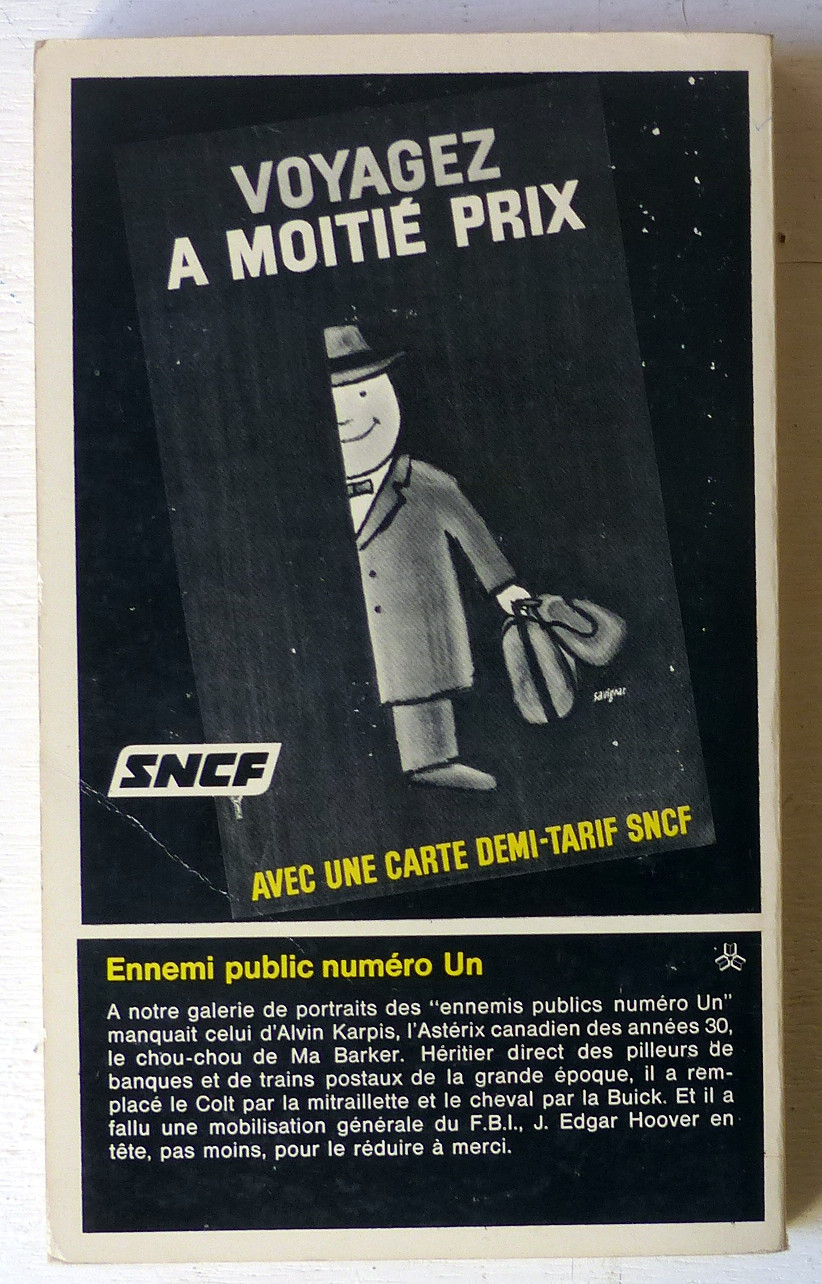 VOYAGEZ
A MOITIÉ PRIX
savignac
SNCF
AVEC UNE CARTE DEMI-TARIF SNCF
Ennemi public numéro Un
A notre galerie de portraits des "ennemis publics numéro Un"
manquait celui d'Alvin Karpis, l'Astérix canadien des années 30,
le chou-chou de Ma Barker. Héritier direct des pilleurs de
banques et de trains postaux de la grande époque, il a rem-
placé le Colt par la mitraillette et le cheval par la Buick. Et il a
fallu une mobilisation générale du F.B.I., J. Edgar Hoover en
tête, pas moins, pour le réduire à merci.